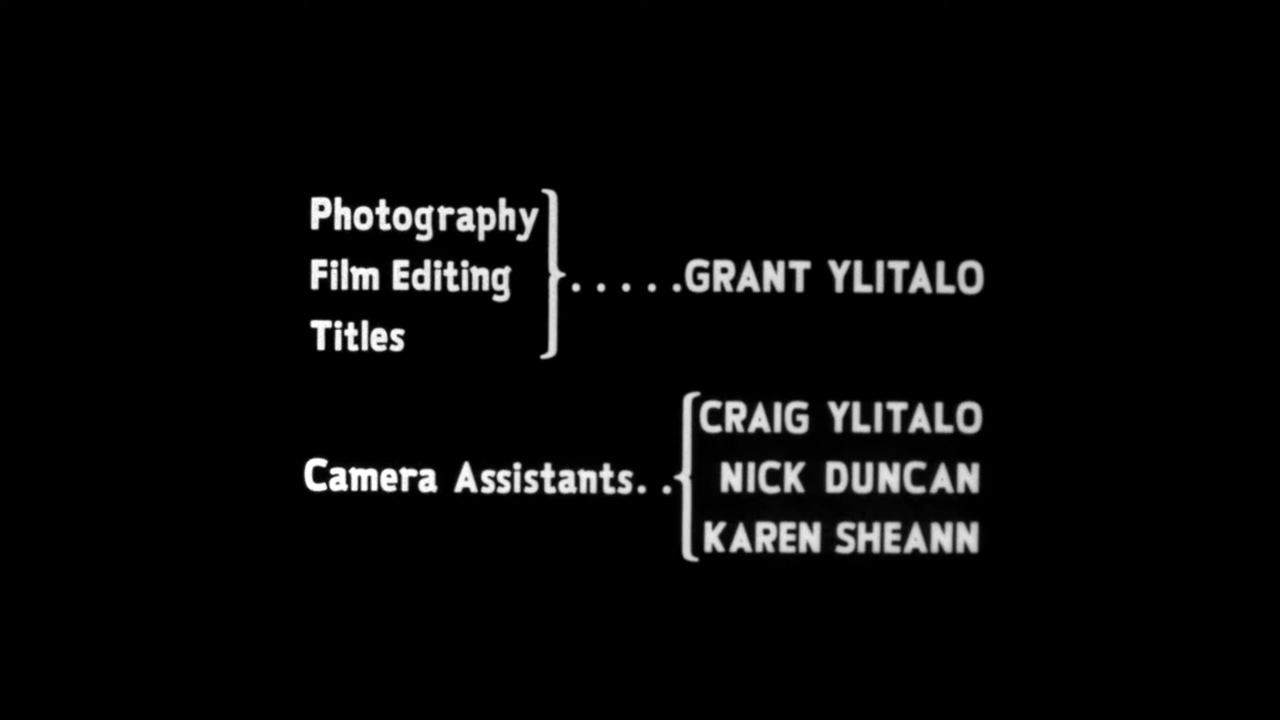 Photography
Film Editing
Titles
.....GRANT YLITALO
Camera Assistants..
CRAIG YLITALO
NICK DUNCAN
KAREN SHEANN